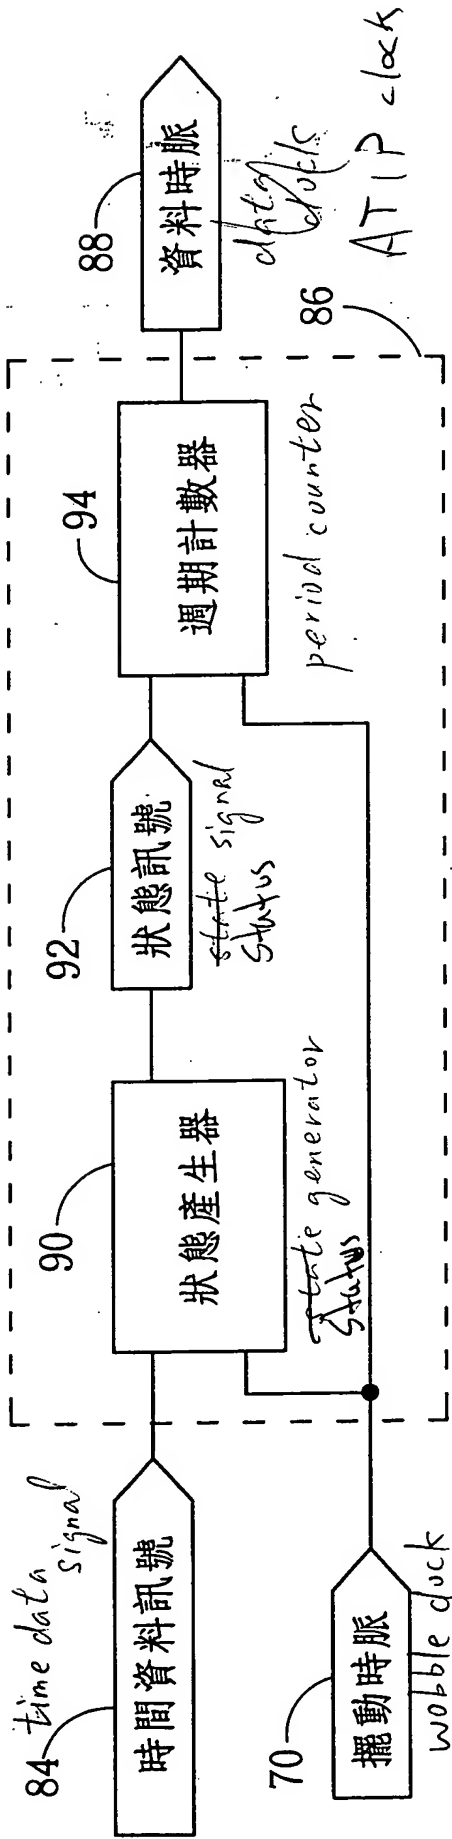 84
time data
signal
時間資料訊號
70
擺動時脈
wobble clock
90
狀態產生器
state generator
status
92
狀態訊號
state signal
status
94
週期計數器
period counter
88
資料時脈
data
clocks
ATIP clock
86